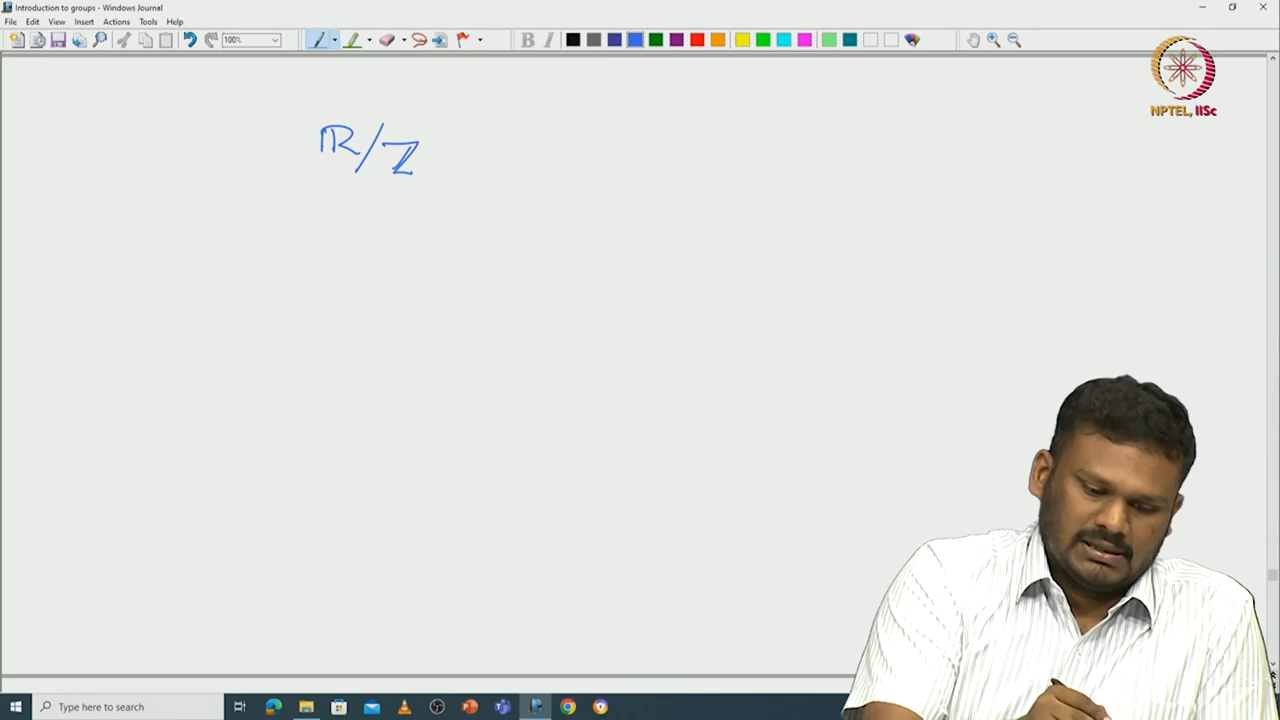 Introduction to groups - Windows Journal
File Edit View Insert Actions Tools Help
100% B I
NPTEL, IISc
ℝ/ℤ
Type here to search